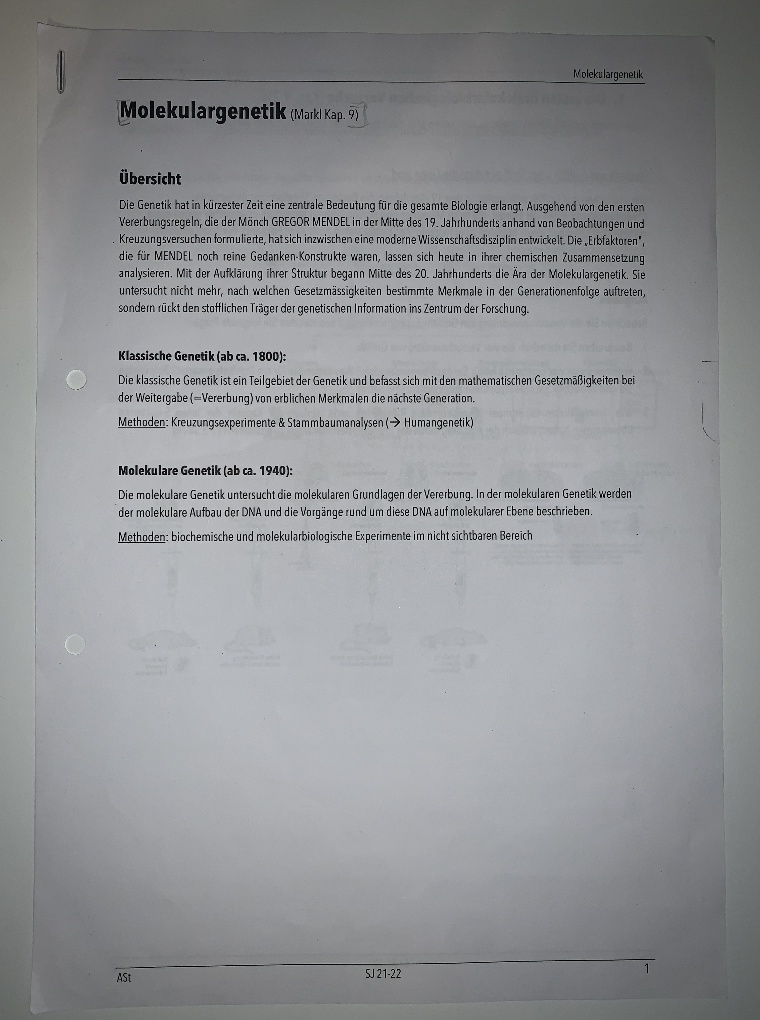 Molekulargenetik
Molekulargenetik (Markl Kap. 9)
Übersicht
Die Genetik hat in kürzester Zeit eine zentrale Bedeutung für die gesamte Biologie erlangt. Ausgehend von den ersten
Vererbungsregeln, die der Mönch GREGOR MENDEL in der Mitte des 19. Jahrhunderts anhand von Beobachtungen und
Kreuzungsversuchen formulierte, hat sich inzwischen eine moderne Wissenschaftsdisziplin entwickelt. Die „Erbfaktoren",
die für MENDEL noch reine Gedanken-Konstrukte waren, lassen sich heute in ihrer chemischen Zusammensetzung
analysieren. Mit der Aufklärung ihrer Struktur begann Mitte des 20. Jahrhunderts die Ära der Molekulargenetik. Sie
untersucht nicht mehr, nach welchen Gesetzmässigkeiten bestimmte Merkmale in der Generationenfolge auftreten,
sondern rückt den stofflichen Träger der genetischen Information ins Zentrum der Forschung.
Klassische Genetik (ab ca. 1800):
Die klassische Genetik ist ein Teilgebiet der Genetik und befasst sich mit den mathematischen Gesetzmäßigkeiten bei
der Weitergabe (=Vererbung) von erblichen Merkmalen die nächste Generation.
Methoden: Kreuzungsexperimente & Stammbaumanalysen (→ Humangenetik)
Molekulare Genetik (ab ca. 1940):
Die molekulare Genetik untersucht die molekularen Grundlagen der Vererbung. In der molekularen Genetik werden
der molekulare Aufbau der DNA und die Vorgänge rund um diese DNA auf molekularer Ebene beschrieben.
Methoden: biochemische und molekularbiologische Experimente im nicht sichtbaren Bereich
ASt SJ 21-22 1